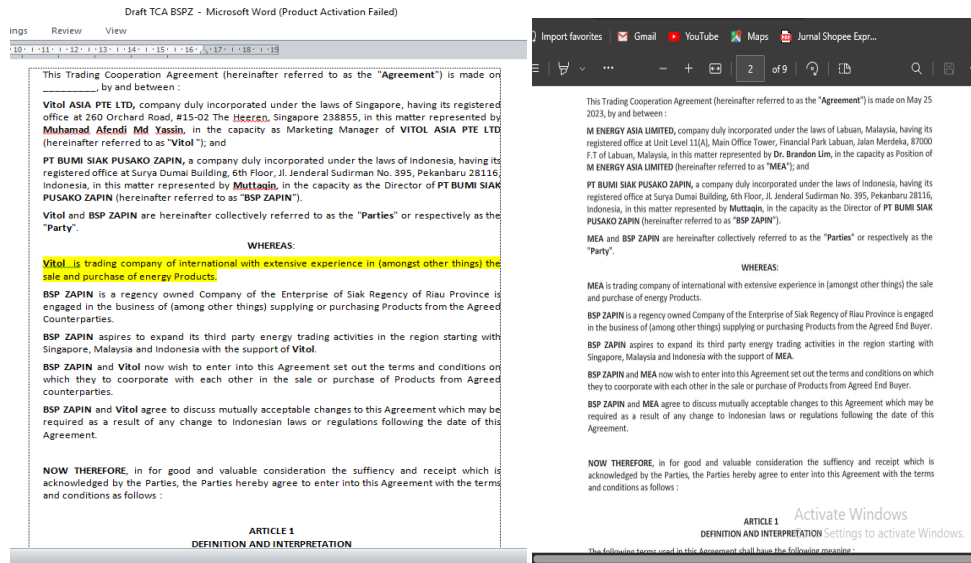 Draft TCA BSPZ - Microsoft Word (Product Activation Failed)
ings Review View
· 10 · 11 · 12 · 13 · 14 · 15 · 16 · 17 · 18 · 19
This Trading Cooperation Agreement (hereinafter referred to as the "Agreement") is made on
_________, by and between :
Vitol ASIA PTE LTD, company duly incorporated under the laws of Singapore, having its registered
office at 260 Orchard and Road, #15-02 The Heeren, Singapore 238855, in this matter represented by
Muhamad Afendi Md Yassin, in the capacity as Marketing Manager of VITOL ASIA PTE LTD
(hereinafter referred to as "Vitol "); and
PT BUMI SIAK PUSAKO ZAPIN, a company duly incorporated under the laws of Indonesia, having its
registered office at Surya Dumai Building, 6th Floor, Jl. Jenderal Sudirman No. 395, Pekanbaru 28116,
Indonesia, in this matter represented by Muttaqin, in the capacity as the Director of PT BUMI SIAK
PUSAKO ZAPIN (hereinafter referred to as "BSP ZAPIN").
Vitol and BSP ZAPIN are hereinafter collectively referred to as the "Parties" or respectively as the
"Party".
WHEREAS:
Vitol is trading company of international with extensive experience in (amongst other things) the
sale and purchase of energy Products.
BSP ZAPIN is a regency owned Company of the Enterprise of Siak Regency of Riau Province is
engaged in the business of (among other things) supplying or purchasing Products from the Agreed
Counterparties.
BSP ZAPIN aspires to expand its third party energy trading activities in the region starting with
Singapore, Malaysia and Indonesia with the support of Vitol.
BSP ZAPIN and Vitol now wish to enter into this Agreement set out the terms and conditions on
which they to coorporate with each other in the sale or purchase of Products from Agreed
counterparties.
BSP ZAPIN and Vitol agree to discuss mutually acceptable changes to this Agreement which may be
required as a result of any change to Indonesian laws or regulations following the date of this
Agreement.
NOW THEREFORE, in for good and valuable consideration the suffiency and receipt which is
acknowledged by the Parties, the Parties hereby agree to enter into this Agreement with the terms
and conditions as follows :
ARTICLE 1
DEFINITION AND INTERPRETATION
Import favorites Gmail YouTube Maps Jurnal Shopee Expr...
2 of 9
This Trading Cooperation Agreement (hereinafter referred to as the "Agreement") is made on May 25
2023, by and between:
M ENERGY ASIA LIMITED, company duly incorporated under the laws of Labuan, Malaysia, having its
registered office at Unit Level 11(A), Main Office Tower, Financial Park Labuan, Jalan Merdeka, 87000
F.T of Labuan, Malaysia, in this matter represented by Dr. Brandon Lim, in the capacity as Position of
M ENERGY ASIA LIMITED (hereinafter referred to as "MEA"); and
PT BUMI SIAK PUSAKO ZAPIN, a company duly incorporated under the laws of Indonesia, having its
registered office at Surya Dumai Building, 6th Floor, Jl. Jenderal Sudirman No. 395, Pekanbaru 28116,
Indonesia, in this matter represented by Muttaqin, in the capacity as the Director of PT BUMI SIAK
PUSAKO ZAPIN (hereinafter referred to as "BSP ZAPIN").
MEA and BSP ZAPIN are hereinafter collectively referred to as the "Parties" or respectively as the
"Party".
WHEREAS:
MEA is trading company of international with extensive experience in (amongst other things) the sale
and purchase of energy Products.
BSP ZAPIN is a regency owned Company of the Enterprise of Siak Regency of Riau Province is engaged
in the business of (among other things) supplying or purchasing Products from the Agreed End Buyer.
BSP ZAPIN aspires to expand its third party energy trading activities in the region starting with
Singapore, Malaysia and Indonesia with the support of MEA.
BSP ZAPIN and MEA now wish to enter into this Agreement set out the terms and conditions on which
they to coorporate with each other in the sale or purchase of Products from Agreed End Buyer.
BSP ZAPIN and MEA agree to discuss mutually acceptable changes to this Agreement which may be
required as a result of any change to Indonesian laws or regulations following the date of this
Agreement.
NOW THEREFORE, in for good and valuable consideration the suffiency and receipt which is
acknowledged by the Parties, the Parties hereby agree to enter into this Agreement with the terms
and conditions as follows :
ARTICLE 1
Activate Windows
DEFINITION AND INTERPRETATION
Settings to activate Windows.
The following terms used in this Agreement shall have the following meaning :